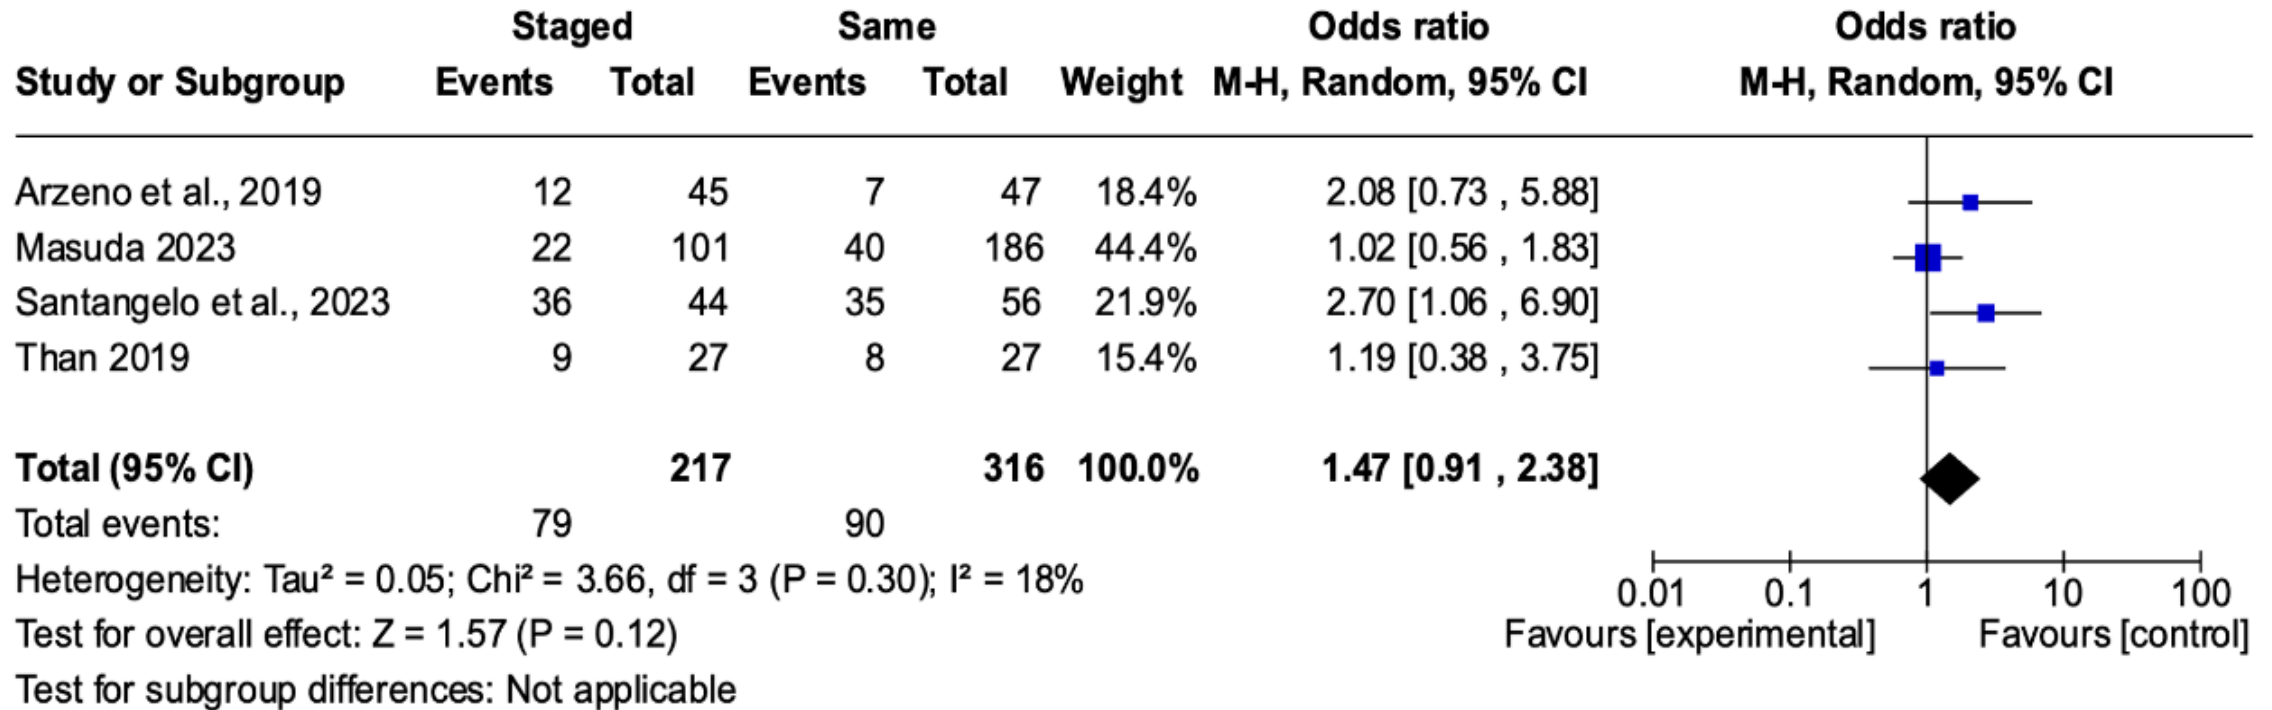 Staged Same Odds ratio Odds ratio
Study or Subgroup Events Total Events Total Weight M-H, Random, 95% CI M-H, Random, 95% CI
Arzeno et al., 2019 12 45 7 47 18.4% 2.08 [0.73 , 5.88]
Masuda 2023 22 101 40 186 44.4% 1.02 [0.56 , 1.83]
Santangelo et al., 2023 36 44 35 56 21.9% 2.70 [1.06 , 6.90]
Than 2019 9 27 8 27 15.4% 1.19 [0.38 , 3.75]
Total (95% CI) 217 316 100.0% 1.47 [0.91 , 2.38]
Total events: 79 90
Heterogeneity: Tau² = 0.05; Chi² = 3.66, df = 3 (P = 0.30); I² = 18%
0.01 0.1 1 10 100
Test for overall effect: Z = 1.57 (P = 0.12) Favours [experimental] Favours [control]
Test for subgroup differences: Not applicable